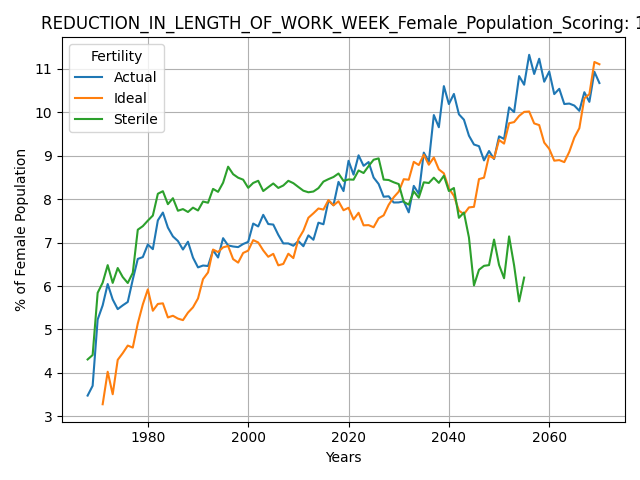 REDUCTION_IN_LENGTH_OF_WORK_WEEK_Female_Population_Scoring: 1
Fertility
Actual
Ideal
Sterile
% of Female Population
11
10
9
8
7
6
5
4
3
1980 2000 2020 2040 2060
Years